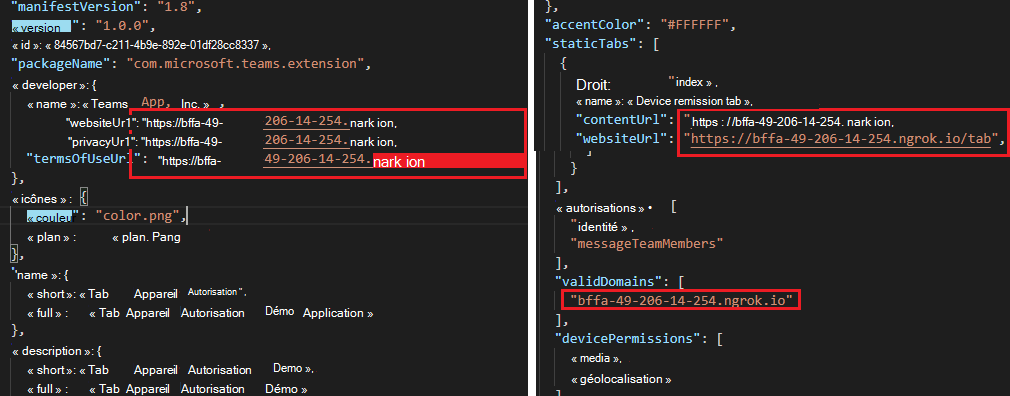 "manifestVersion": "1.8",
« version ": "1.0.0",
« id »: « 84567bd7-c211-4b9e-892e-01df28cc8337 »,
"packageName": "com.microsoft.teams.extension",
« developer »: {
« name »: « Teams App, Inc. » ,
"websiteUr1": "https://bffa-49-206-14-254.nark ion,
"privacyUr1": "https://bffa-49-206-14-254.nark ion,
"termsOfUseUrl": "https://bffa-49-206-14-254.nark ion
},
« icônes » : {
« couleur": "color.png",
« plan » : « plan. Pang
},
"name »: {
« short »: « Tab Appareil Autorisation",
« full » : « Tab Appareil Autorisation Démo Application »
},
« description »: {
« short »: « Tab Appareil Autorisation Demo »,
« full » : « Tab Appareil Autorisation Démo »
},
"accentColor": "#FFFFFF",
"staticTabs": [
{
Droit: "index » ,
« name »: « Device remission tab »,
"contentUrl": "https : //bffa-49-206-14-254. nark ion,
"websiteUrl": "https://bffa-49-206-14-254.ngrok.io/tab",
}
],
« autorisations » • [
"identité » ,
"messageTeamMembers"
],
"validDomains": [
"bffa-49-206-14-254.ngrok.io"
],
"devicePermissions": [
« media »,
« géolocalisation »